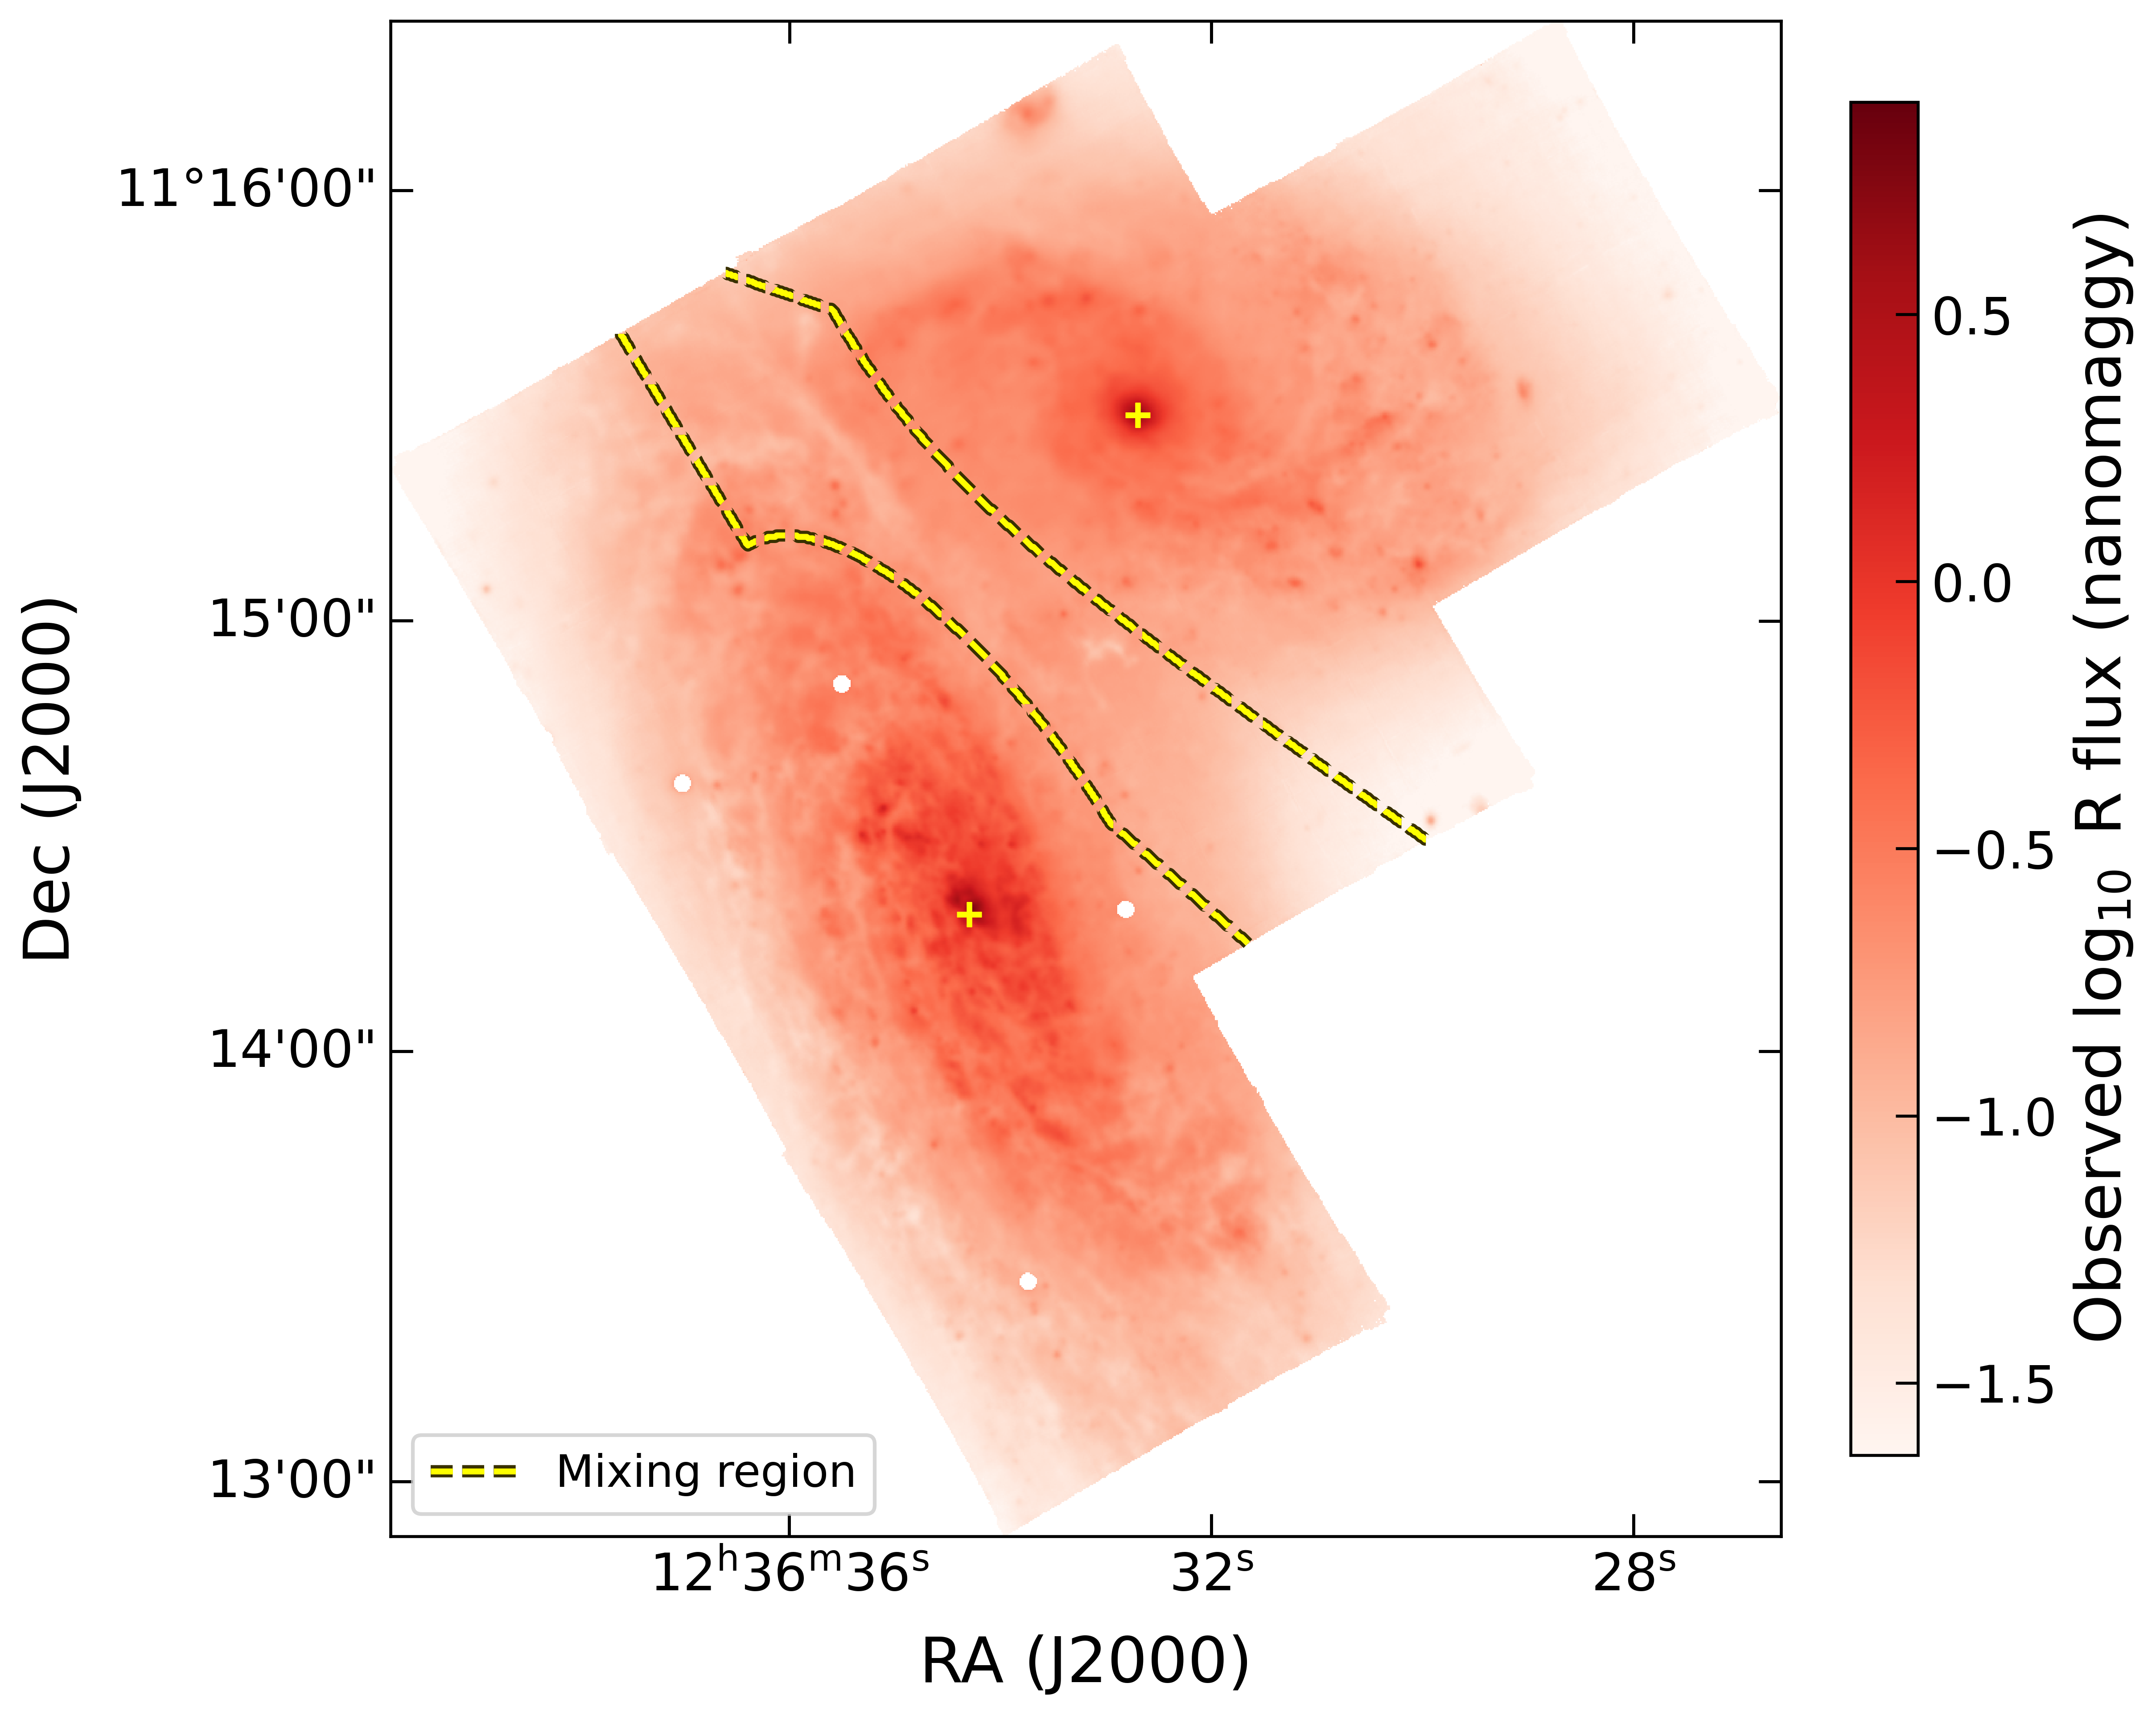 11°16'00"
15'00"
14'00"
13'00"
Dec (J2000)
Mixing region
12ʰ36ᵐ36ˢ
32ˢ
28ˢ
RA (J2000)
0.5
0.0
−0.5
−1.0
−1.5
Observed log₁₀ R flux (nanomaggy)